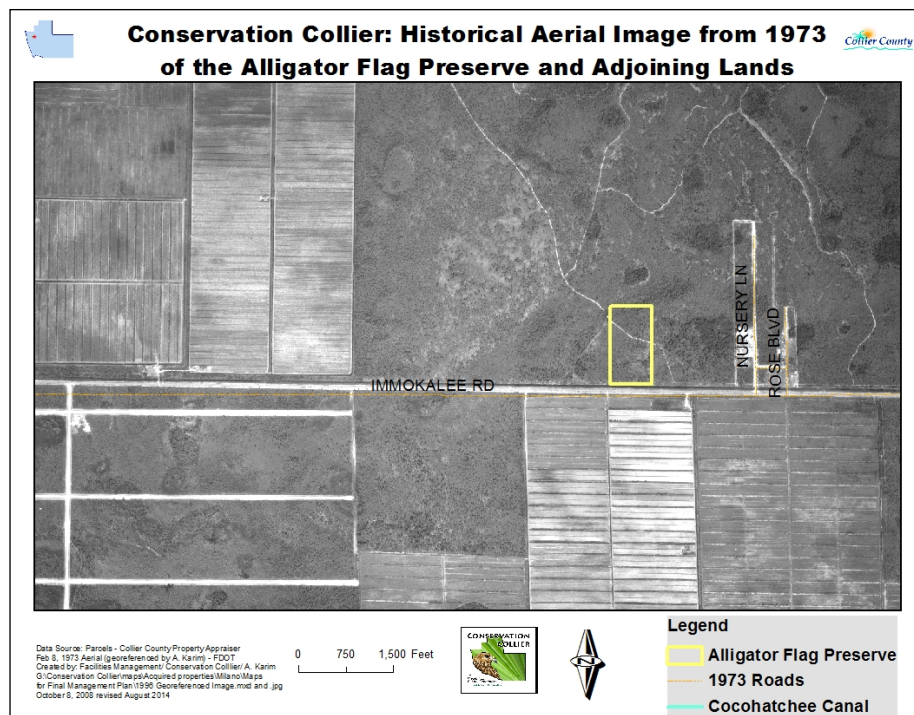 Conservation Collier: Historical Aerial Image from 1973
of the Alligator Flag Preserve and Adjoining Lands
Collier County
NURSERY LN
ROSE BLVD
IMMOKALEE RD
Data Source: Parcels - Collier County Property Appraiser
Feb 8, 1973 Aerial (georeferenced by A. Karim) - FDOT
Created by: Facilities Management/ Conservation Colllier/ A. Karim
G:\Conservation Collier\maps\Acquired properties\Milano\Maps
for Final Management Plan\1996 Georeferenced Image.mxd and .jpg
October 8, 2008 revised August 2014
0 750 1,500 Feet
CONSERVATION
COLLIER
N
Legend
Alligator Flag Preserve
1973 Roads
Cocohatchee Canal